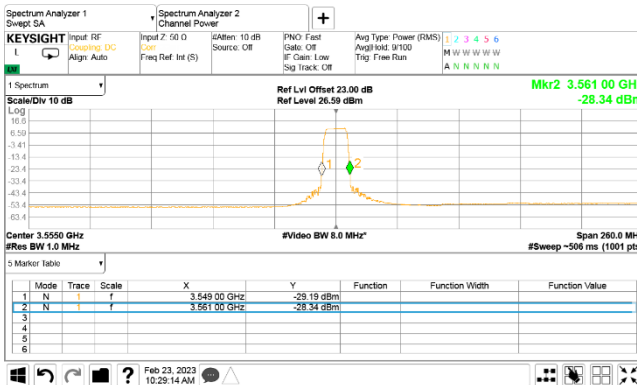 Spectrum Analyzer 1
Swept SA
Spectrum Analyzer 2
Channel Power
KEYSIGHT
L
Input: RF
Coupling: DC
Align: Auto
Input Z: 50 Ω
Corr
Freq Ref: Int (S)
#Atten: 10 dB
Source: Off
PNO: Fast
Gate: Off
IF Gain: Low
Sig Track: Off
Avg Type: Power (RMS)
Avg|Hold: 9/100
Trig: Free Run
1 2 3 4 5 6
M W W W W W
A N N N N N
1 Spectrum
Scale/Div 10 dB
Ref Lvl Offset 23.00 dB
Ref Level 26.59 dBm
Mkr2 3.561 00 GH
-28.34 dBm
Log
16.6
6.59
-3.41
-13.4
-23.4
-33.4
-43.4
-53.4
-63.4
1
2
Center 3.5550 GHz
#Res BW 1.0 MHz
#Video BW 8.0 MHz*
Span 260.0 MH
#Sweep ~506 ms (1001 pts
5 Marker Table
Mode Trace Scale X Y Function Function Width Function Value
1 N 1 f 3.549 00 GHz -29.19 dBm
2 N 1 f 3.561 00 GHz -28.34 dBm
3
4
5
6
?
Feb 23, 2023
10:29:14 AM